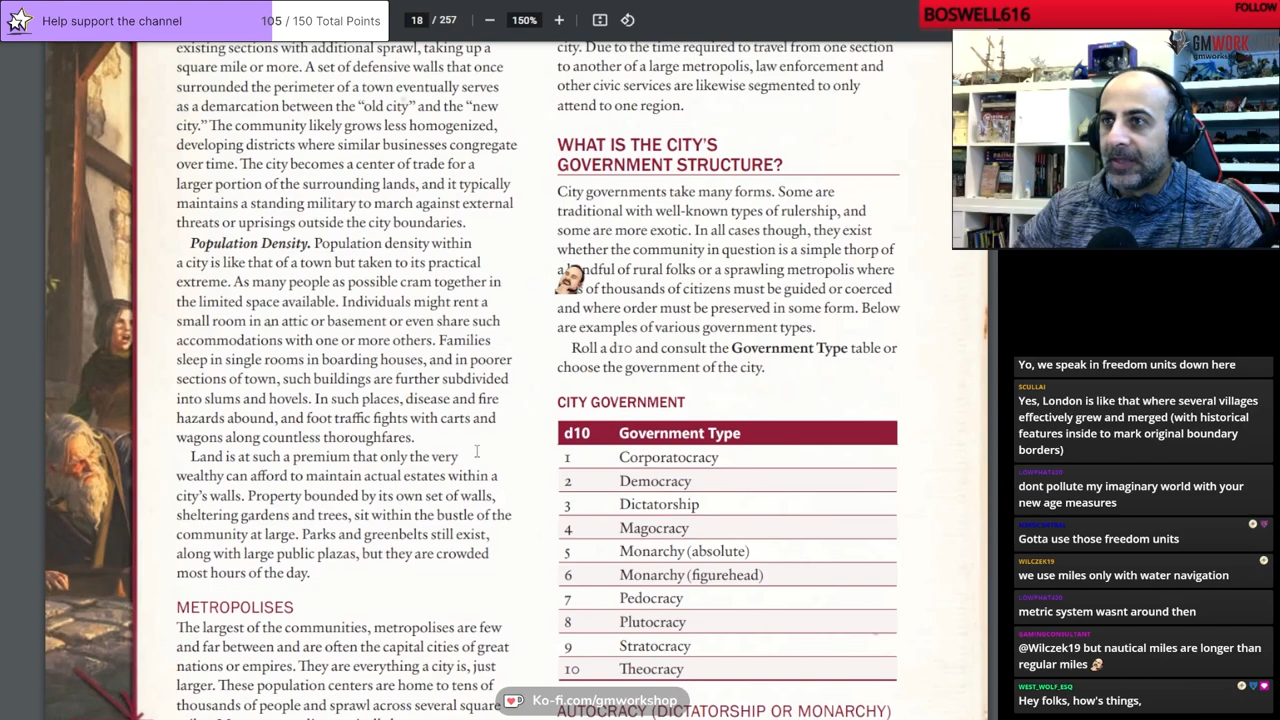 Help support the channel
105 / 150 Total Points
18 / 257
150%
BOSWELL616
FOLLOW
existing sections with additional sprawl, taking up a
square mile or more. A set of defensive walls that once
surrounded the perimeter of a town eventually serves
as a demarcation between the “old city” and the “new
city.” The community likely grows less homogenized,
developing districts where similar businesses congregate
over time. The city becomes a center of trade for a
larger portion of the surrounding lands, and it typically
maintains a standing military to march against external
threats or uprisings outside the city boundaries.
Population Density. Population density within
a city is like that of a town but taken to its practical
extreme. As many people as possible cram together in
the limited space available. Individuals might rent a
small room in an attic or basement or even share such
accommodations with one or more others. Families
sleep in single rooms in boarding houses, and in poorer
sections of town, such buildings are further subdivided
into slums and hovels. In such places, disease and fire
hazards abound, and foot traffic fights with carts and
wagons along countless thoroughfares.
Land is at such a premium that only the very
wealthy can afford to maintain actual estates within a
city’s walls. Property bounded by its own set of walls,
sheltering gardens and trees, sit within the bustle of the
community at large. Parks and greenbelts still exist,
along with large public plazas, but they are crowded
most hours of the day.
METROPOLISES
The largest of the communities, metropolises are few
and far between and are often the capital cities of great
nations or empires. They are everything a city is, just
larger. These population centers are home to tens of
thousands of people and sprawl across several square
city. Due to the time required to travel from one section
to another of a large metropolis, law enforcement and
other civic services are likewise segmented to only
attend to one region.
WHAT IS THE CITY’S
GOVERNMENT STRUCTURE?
City governments take many forms. Some are
traditional with well-known types of rulership, and
some are more exotic. In all cases though, they exist
whether the community in question is a simple thorp of
a handful of rural folks or a sprawling metropolis where
of thousands of citizens must be guided or coerced
and where order must be preserved in some form. Below
are examples of various government types.
Roll a d10 and consult the Government Type table or
choose the government of the city.
CITY GOVERNMENT
d10 Government Type
1 Corporatocracy
2 Democracy
3 Dictatorship
4 Magocracy
5 Monarchy (absolute)
6 Monarchy (figurehead)
7 Pedocracy
8 Plutocracy
9 Stratocracy
10 Theocracy
AUTOCRACY (DICTATORSHIP OR MONARCHY)
Ko-fi.com/gmworkshop
Yo, we speak in freedom units down here
SCULLAI
Yes, London is like that where several villages
effectively grew and merged (with historical
features inside to mark original boundary
borders)
LOWPHAT420
dont pollute my imaginary world with your
new age measures
Gotta use those freedom units
WILCZEK19
we use miles only with water navigation
LOWPHAT420
metric system wasnt around then
GAMINGCONSULTANT
@Wilczek19 but nautical miles are longer than
regular miles
WEST_WOLF_ESQ
Hey folks, how's things,